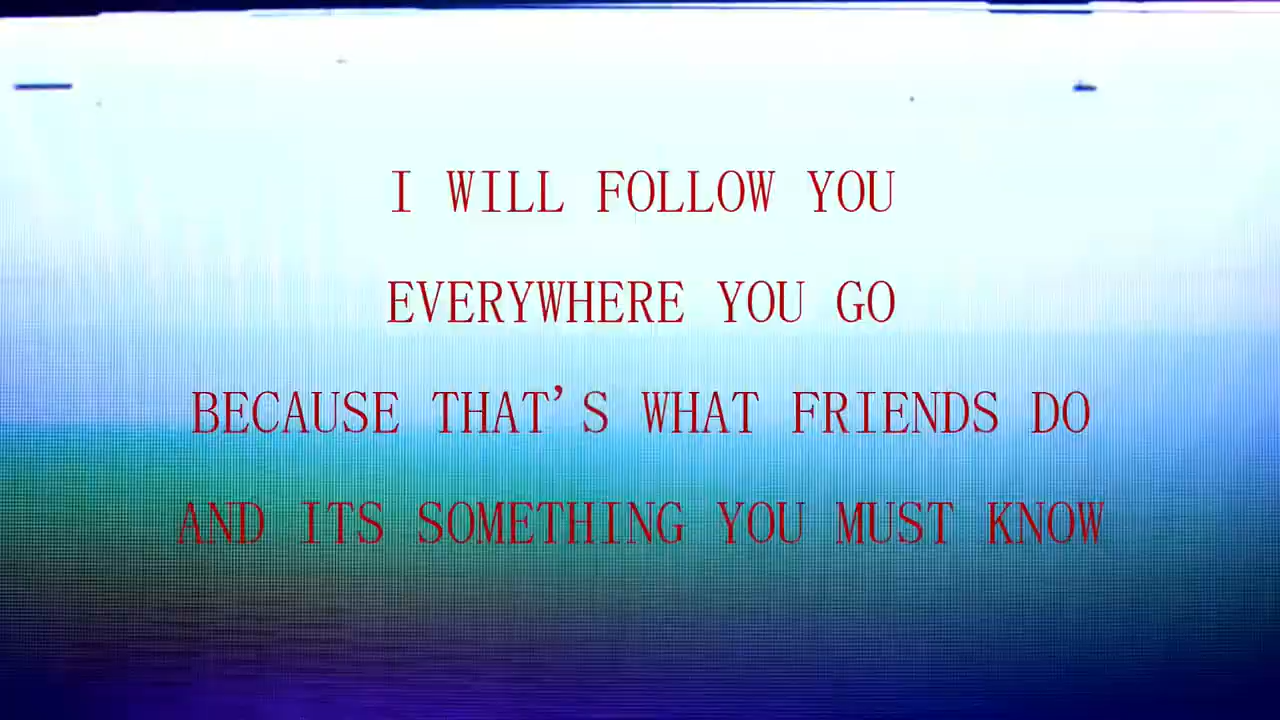 I WILL FOLLOW YOU
EVERYWHERE YOU GO
BECAUSE THAT'S WHAT FRIENDS DO
AND ITS SOMETHING YOU MUST KNOW